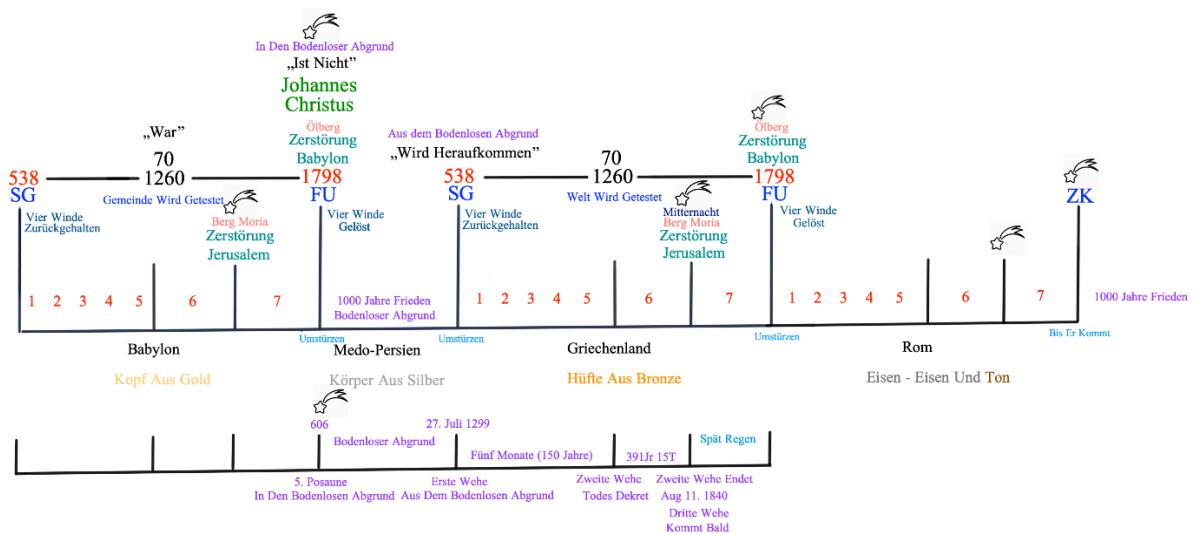 In Den Bodenloser Abgrund
„Ist Nicht”
Johannes
Christus
Ölberg
Zerstörung
Babylon
„War”
70
538
1260
1798
SG
Gemeinde Wird Getestet
FU
Vier Winde
Zurückgehalten
Berg Moria
Zerstörung
Jerusalem
Vier Winde
Gelöst
Aus dem Bodenlosen Abgrund
„Wird Heraufkommen”
70
538
1260
1798
SG
Welt Wird Getestet
FU
Ölberg
Zerstörung
Babylon
Vier Winde
Zurückgehalten
Mitternacht
Berg Moria
Zerstörung
Jerusalem
Vier Winde
Gelöst
ZK
1 2 3 4 5 6 7
1000 Jahre Frieden
Bodenloser Abgrund
1 2 3 4 5 6 7
1 2 3 4 5 6 7
1000 Jahre Frieden
Umstürzen
Umstürzen
Umstürzen
Bis Er Kommt
Babylon
Medo-Persien
Griechenland
Rom
Kopf Aus Gold
Körper Aus Silber
Hüfte Aus Bronze
Eisen - Eisen Und Ton
606
27. Juli 1299
Bodenloser Abgrund
Fünf Monate (150 Jahre)
391Jr 15T
Spät Regen
5. Posaune
In Den Bodenloser Abgrund
Erste Wehe
Aus Dem Bodenlosen Abgrund
Zweite Wehe
Todes Dekret
Zweite Wehe Endet
Aug 11. 1840
Dritte Wehe
Kommt Bald